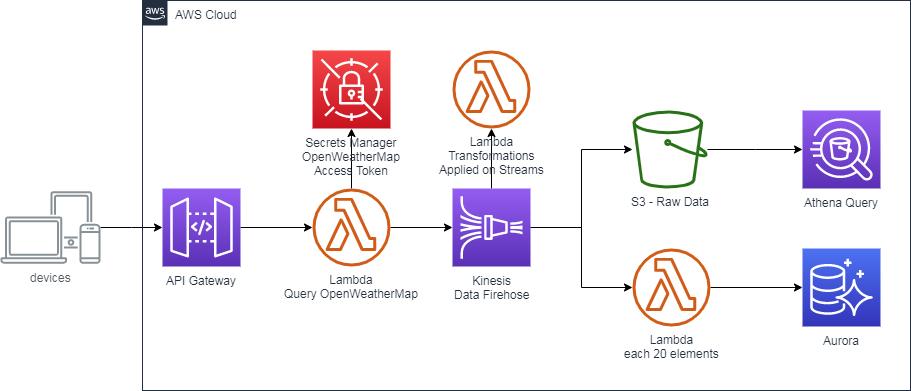 aws
AWS Cloud
Secrets Manager
OpenWeatherMap
Access Token
Lambda
Transformations
Applied on Streams
S3 - Raw Data
Athena Query
devices
</>
API Gateway
Lambda
Query OpenWeatherMap
Kinesis
Data Firehose
Lambda
each 20 elements
Aurora